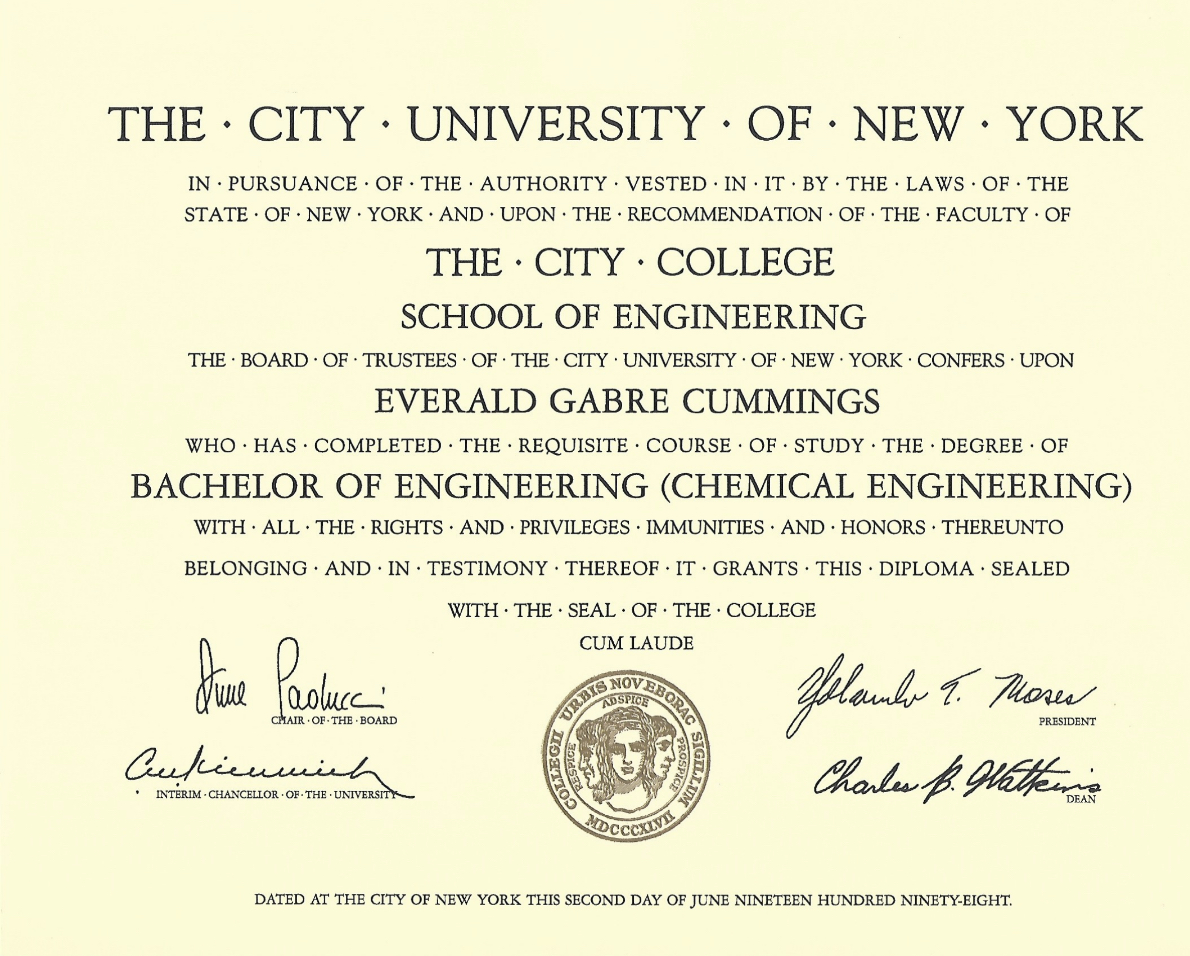 THE · CITY · UNIVERSITY · OF · NEW · YORK
IN · PURSUANCE · OF · THE · AUTHORITY · VESTED · IN · IT · BY · THE · LAWS · OF · THE
STATE · OF · NEW · YORK · AND · UPON · THE · RECOMMENDATION · OF · THE · FACULTY · OF
THE · CITY · COLLEGE
SCHOOL OF ENGINEERING
THE · BOARD · OF · TRUSTEES · OF · THE · CITY · UNIVERSITY · OF · NEW · YORK · CONFERS · UPON
EVERALD GABRE CUMMINGS
WHO · HAS · COMPLETED · THE · REQUISITE · COURSE · OF · STUDY · THE · DEGREE · OF
BACHELOR OF ENGINEERING (CHEMICAL ENGINEERING)
WITH · ALL · THE · RIGHTS · AND · PRIVILEGES · IMMUNITIES · AND · HONORS · THEREUNTO
BELONGING · AND · IN · TESTIMONY · THEREOF · IT · GRANTS · THIS · DIPLOMA · SEALED
WITH · THE · SEAL · OF · THE · COLLEGE
CUM LAUDE
Anne Paolucci
CHAIR · OF · THE · BOARD
INTERIM · CHANCELLOR · OF · THE · UNIVERSITY
COLLEGII URBIS NOVEBORAC SIGILLUM
RESPICE ADSPICE PROSPICE
MDCCCXLVII
Yolanda T. Moses
PRESIDENT
Charles B. Watkins
DEAN
DATED AT THE CITY OF NEW YORK THIS SECOND DAY OF JUNE NINETEEN HUNDRED NINETY-EIGHT.